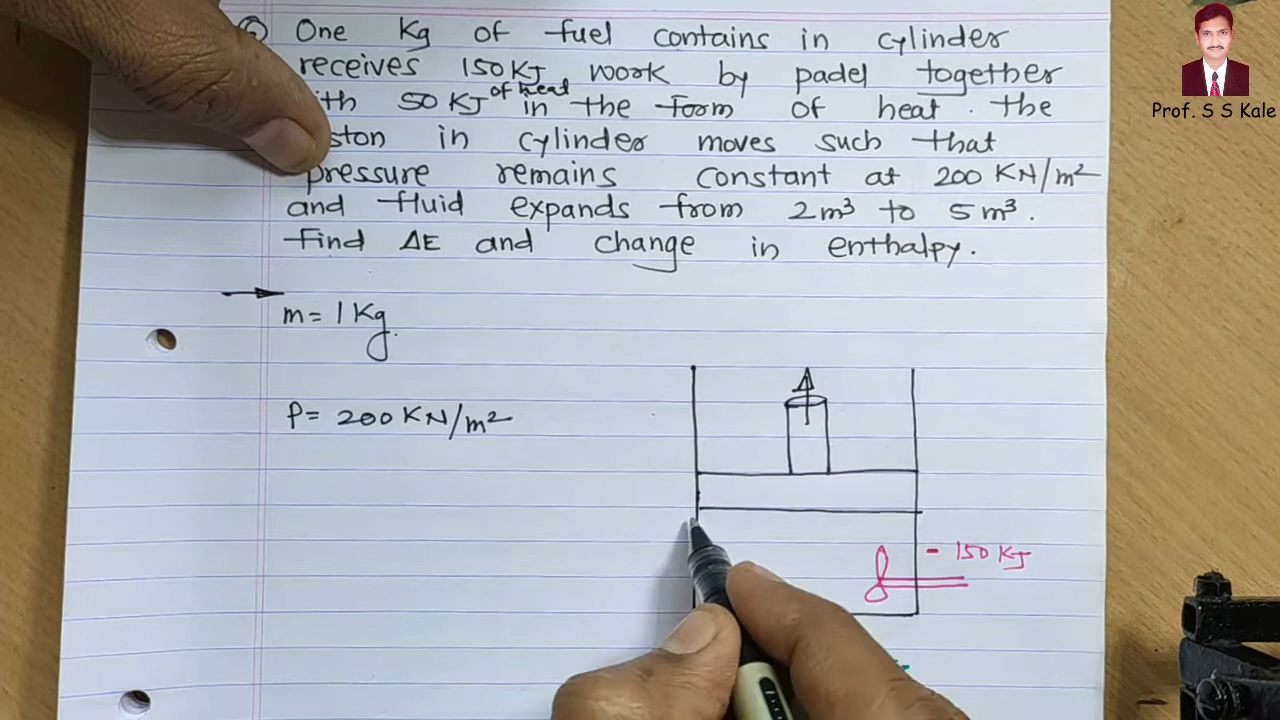 One Kg of fuel contains in cylinder
receives 150 KJ work by padel together
with 50 KJ of heat in the form of heat. the
ston in cylinder moves such that
pressure remains constant at 200 KN/m²
and fluid expands from 2m³ to 5m³.
find ΔE and change in enthalpy.
m = 1 Kg.
P = 200 KN/m²
- 150 KJ
Prof. S S Kale